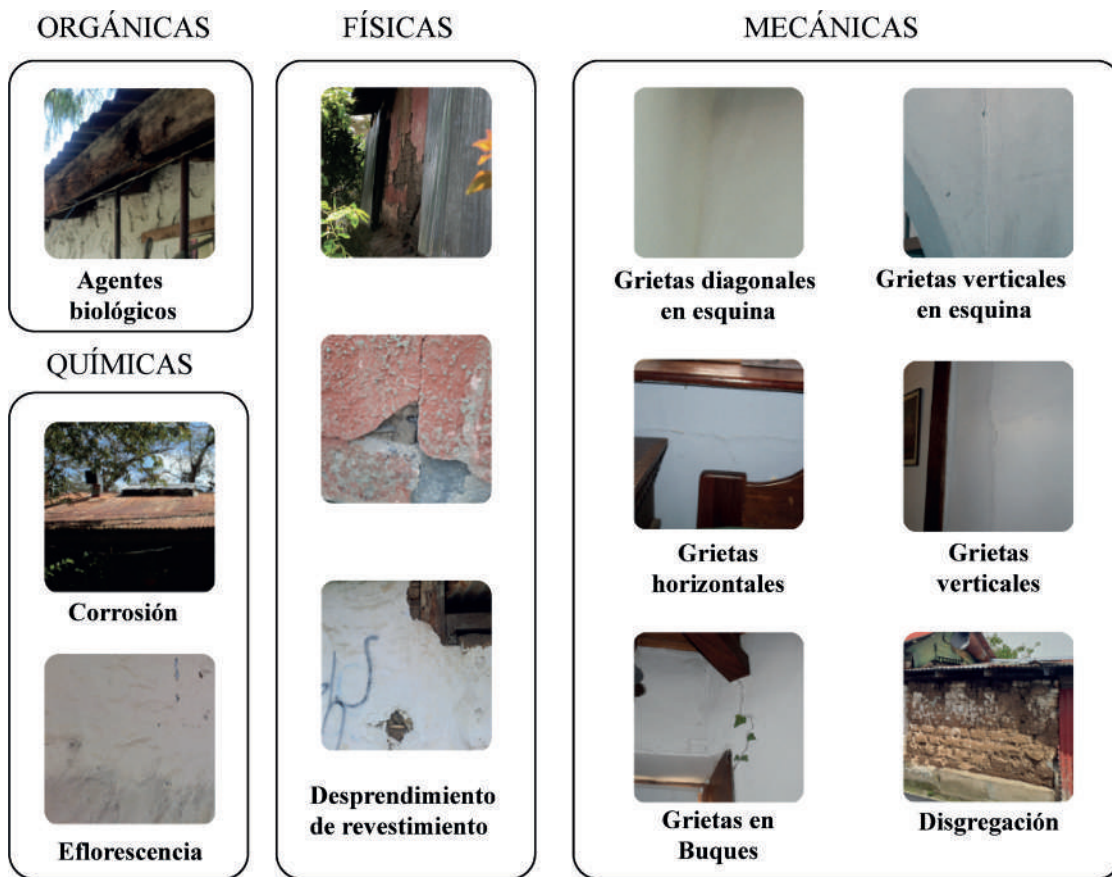 ORGÁNICAS
Agentes
biológicos
QUÍMICAS
Corrosión
Eflorescencia
FÍSICAS
Desprendimiento
de revestimiento
MECÁNICAS
Grietas diagonales
en esquina
Grietas verticales
en esquina
Grietas
horizontales
Grietas
verticales
Grietas en
Buques
Disgregación